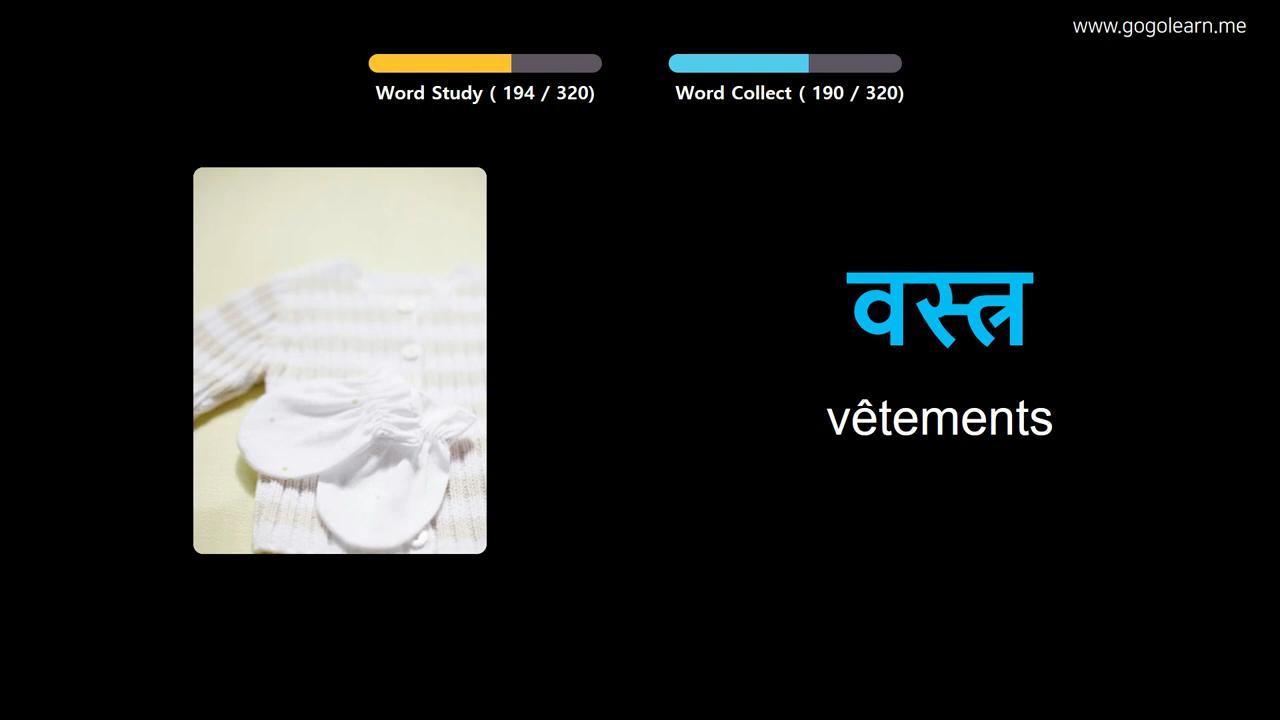 www.gogolearn.me
Word Study ( 194 / 320)
Word Collect ( 190 / 320)
वस्त्र
vêtements